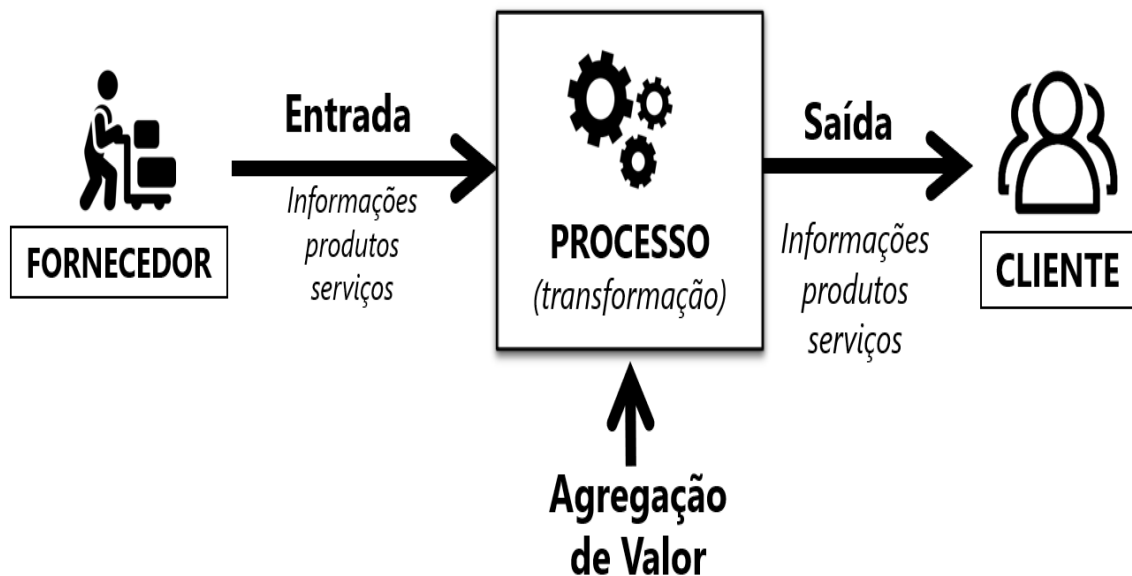 FORNECEDOR
Entrada
Informações
produtos
serviços
PROCESSO
(transformação)
Agregação
de Valor
Saída
Informações
produtos
serviços
CLIENTE